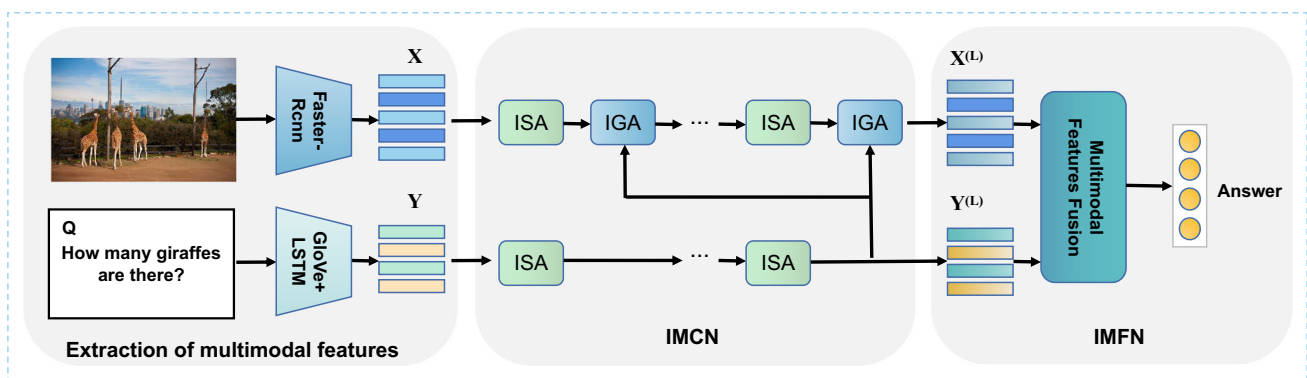 X
Faster-
Rcnn
Q
How many giraffes
are there?
Y
GloVe+
LSTM
Extraction of multimodal features
ISA
IGA
...
ISA
IGA
ISA
...
ISA
IMCN
X(L)
Y(L)
Multimodal
Features Fusion
Answer
IMFN